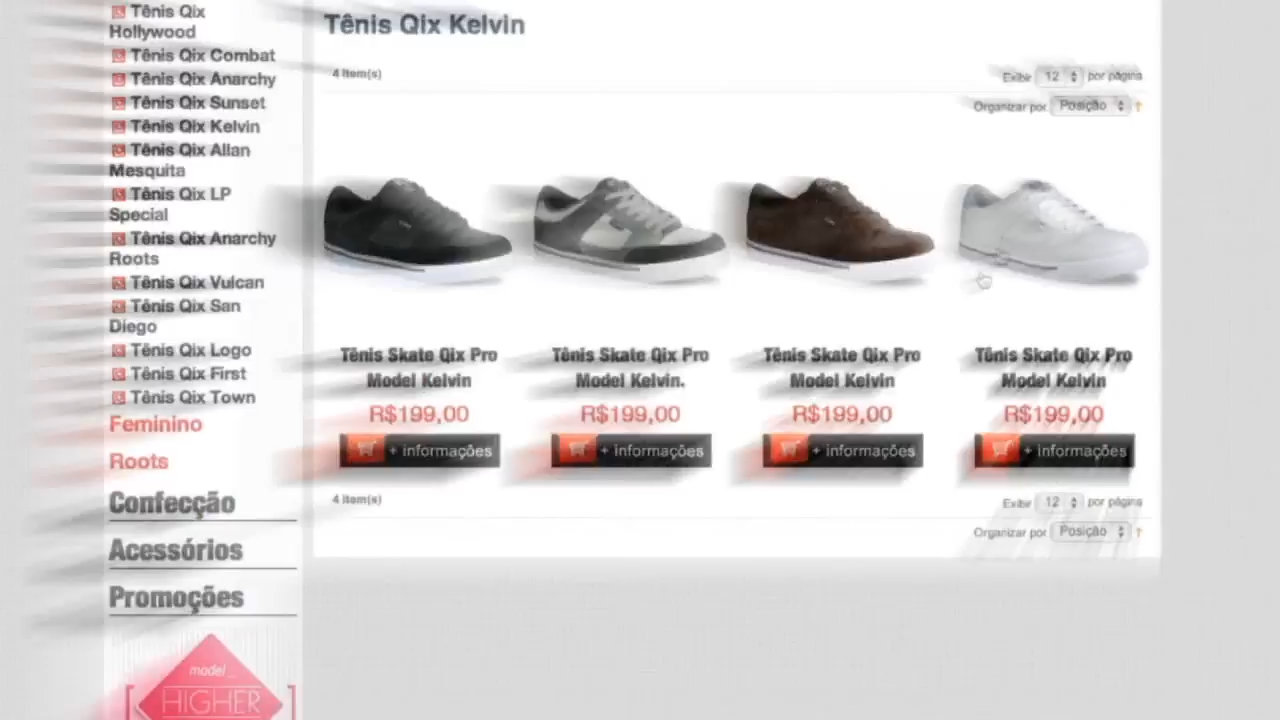 Tênis Qix
Hollywood
Tênis Qix Combat
Tênis Qix Anarchy
Tênis Qix Sunset
Tênis Qix Kelvin
Tênis Qix Allan
Mesquita
Tênis Qix LP
Special
Tênis Qix Anarchy
Roots
Tênis Qix Vulcan
Tênis Qix San
Diego
Tênis Qix Logo
Tênis Qix First
Tênis Qix Town
Feminino
Roots
Confecção
Acessórios
Promoções
model
HIGHER
Tênis Qix Kelvin
4 Item(s)
Exibir 12 por página
Organizar por Posição
Tênis Skate Qix Pro
Model Kelvin
R$199,00
+ informações
Tênis Skate Qix Pro
Model Kelvin.
R$199,00
+ informações
Tênis Skate Qix Pro
Model Kelvin
R$199,00
+ informações
Tênis Skate Qix Pro
Model Kelvin
R$199,00
+ informações
4 Item(s)
Exibir 12 por página
Organizar por Posição